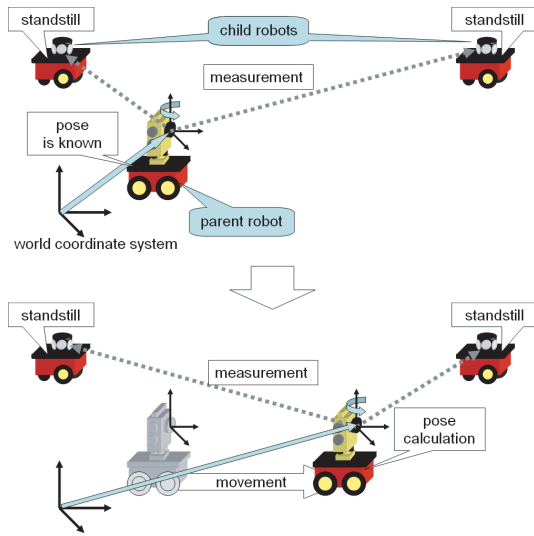 standstill
child robots
standstill
measurement
pose
is known
parent robot
world coordinate system
standstill
standstill
measurement
pose
calculation
movement